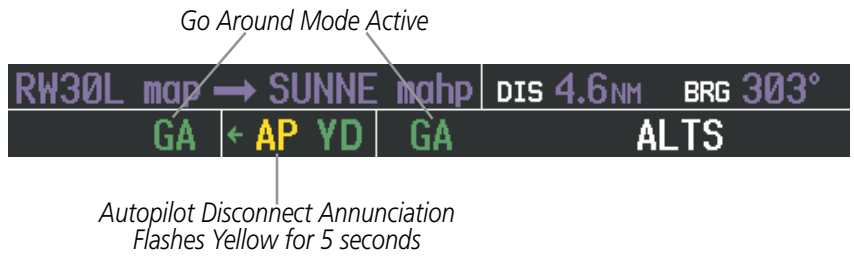 Go Around Mode Active
RW30L map → SUNNE mahp DIS 4.6NM BRG 303°
GA ← AP YD GA ALTS
Autopilot Disconnect Annunciation
Flashes Yellow for 5 seconds